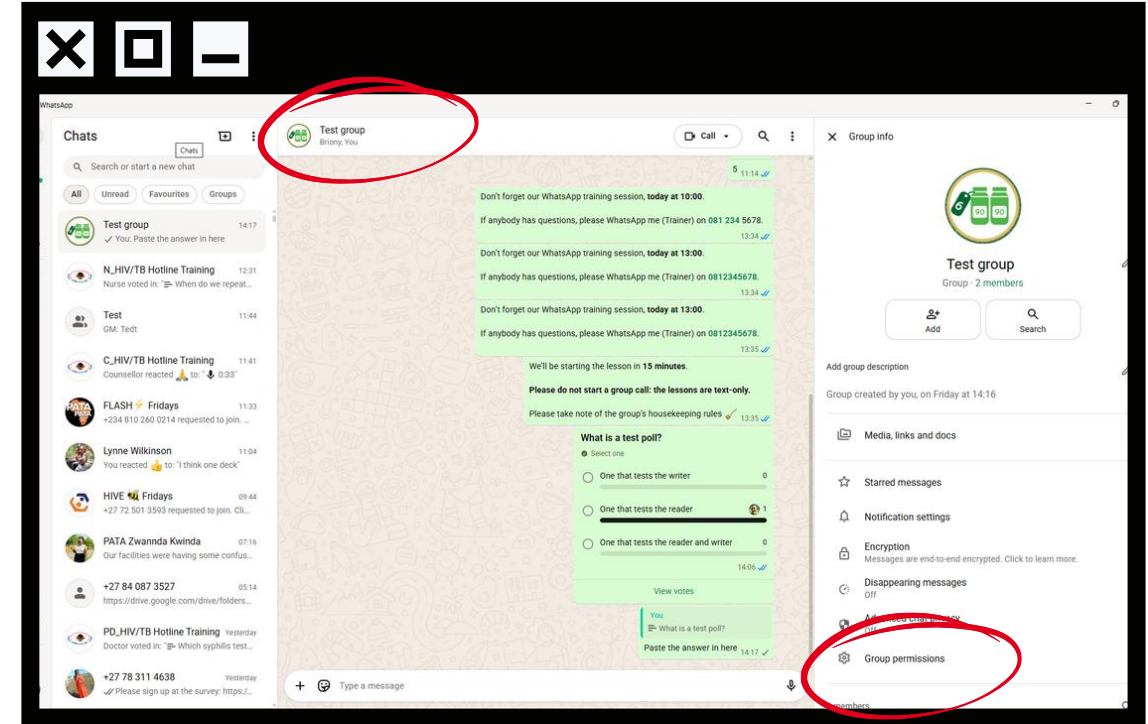 WhatsApp
Chats
Chats
Search or start a new chat
All Unread Favourites Groups
Test group 14:17
You: Paste the answer in here
N_HIV/TB Hotline Training 12:31
Nurse voted in: "When do we repeat...
Test 11:44
GM: Tedt
C_HIV/TB Hotline Training 11:41
Counsellor reacted 🙏 to: "🎙 0:33"
FLASH⚡ Fridays 11:33
+234 810 260 0214 requested to join. ...
Lynne Wilkinson 11:04
You reacted 👍 to: "I think one deck"
HIVE 🐝 Fridays 09:44
+27 72 501 3593 requested to join. Cli...
PATA Zwannda Kwinda 07:16
Our facilities were having some confus...
+27 84 087 3527 05:14
https://drive.google.com/drive/folders...
PD_HIV/TB Hotline Training Yesterday
Doctor voted in: "Which syphilis test...
+27 78 311 4638 Yesterday
Please sign up at the survey: https:/...
Test group
Briony, You
Call
5 11:14
Don't forget our WhatsApp training session, today at 10:00.
If anybody has questions, please WhatsApp me (Trainer) on 081 234 5678.
13:34
Don't forget our WhatsApp training session, today at 13:00.
If anybody has questions, please WhatsApp me (Trainer) on 0812345678.
13:34
Don't forget our WhatsApp training session, today at 13:00.
If anybody has questions, please WhatsApp me (Trainer) on 0812345678.
13:35
We'll be starting the lesson in 15 minutes.
Please do not start a group call: the lessons are text-only.
Please take note of the group's housekeeping rules 🧹 13:35
What is a test poll?
Select one
One that tests the writer 0
One that tests the reader 1
One that tests the reader and writer 0
14:06
View votes
You
What is a test poll?
Paste the answer in here 14:17
Type a message
Group info
90 90
Test group
Group · 2 members
Add Search
Add group description
Group created by you, on Friday at 14:16
Media, links and docs
Starred messages
Notification settings
Encryption
Messages are end-to-end encrypted. Click to learn more.
Disappearing messages
Off
Advanced chat privacy
Off
Group permissions
members